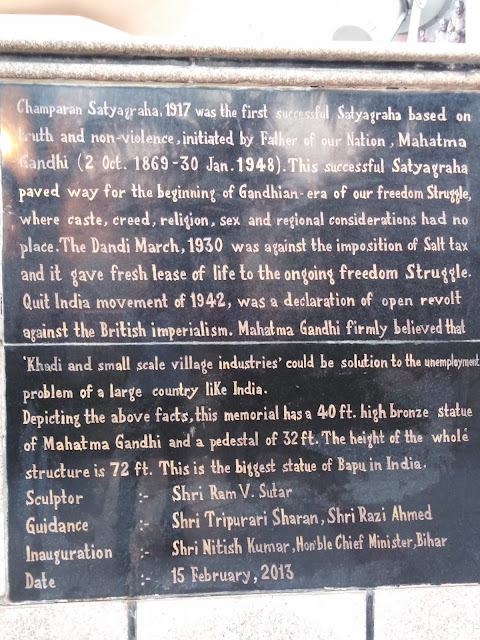 Champaran Satyagraha, 1917 was the first successful Satyagraha based on
truth and non-violence, initiated by Father of our Nation, Mahatma
Gandhi (2 Oct. 1869-30 Jan. 1948). This successful Satyagraha
paved way for the beginning of Gandhian-era of our freedom Struggle,
where caste, creed, religion, sex and regional considerations had no
place. The Dandi March, 1930 was against the imposition of Salt tax
and it gave fresh lease of life to the ongoing freedom Struggle.
Quit India movement of 1942, was a declaration of open revolt
against the British imperialism. Mahatma Gandhi firmly believed that
'Khadi and small scale village industries' could be solution to the unemployment
problem of a large country like India.
Depicting the above facts, this memorial has a 40 ft. high bronze statue
of Mahatma Gandhi and a pedestal of 32 ft. The height of the whole
structure is 72 ft. This is the biggest statue of Bapu in India.
Sculptor :- Shri Ram V. Sutar
Guidance :- Shri Tripurari Sharan, Shri Razi Ahmed
Inauguration :- Shri Nitish Kumar, Hon'ble Chief Minister, Bihar
Date :- 15 February, 2013